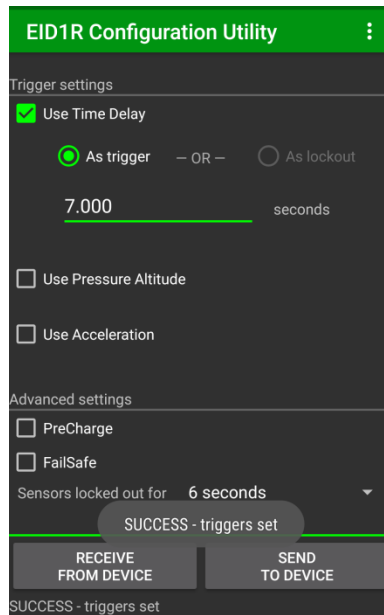 EID1R Configuration Utility
Trigger settings
Use Time Delay
As trigger — OR — As lockout
7.000 seconds
Use Pressure Altitude
Use Acceleration
Advanced settings
PreCharge
FailSafe
Sensors locked out for 6 seconds
SUCCESS - triggers set
RECEIVE SEND
FROM DEVICE TO DEVICE
SUCCESS - triggers set